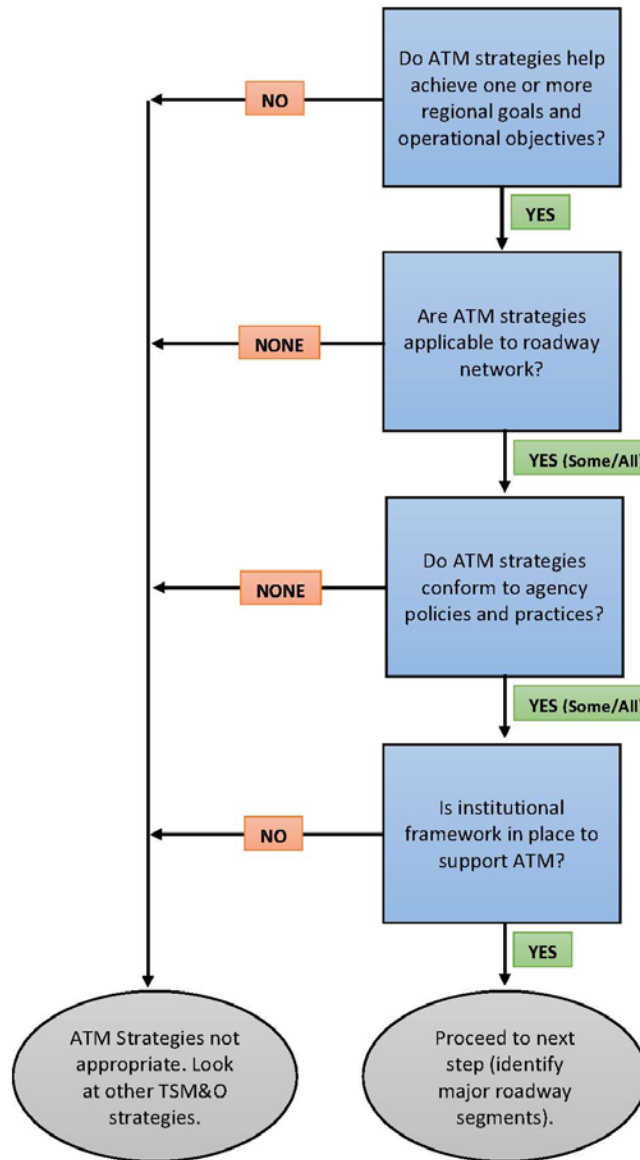 Do ATM strategies help
achieve one or more
regional goals and
operational objectives?
NO
YES
Are ATM strategies
applicable to roadway
network?
NONE
YES (Some/All)
Do ATM strategies
conform to agency
policies and practices?
NONE
YES (Some/All)
Is institutional
framework in place to
support ATM?
NO
YES
ATM Strategies not
appropriate. Look
at other TSM&O
strategies.
Proceed to next
step (identify
major roadway
segments).